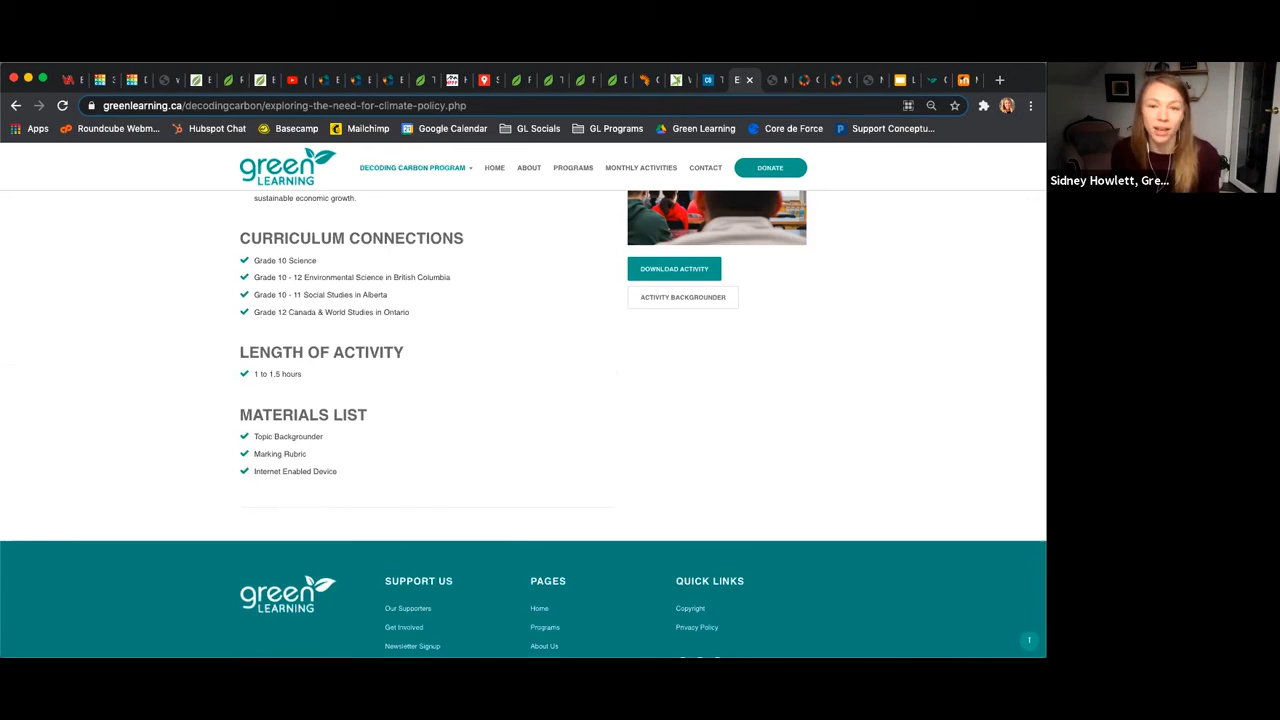 greenlearning.ca/decodingcarbon/exploring-the-need-for-climate-policy.php
Apps Roundcube Webm... Hubspot Chat Basecamp Mailchimp Google Calendar GL Socials GL Programs Green Learning Core de Force Support Conceptu...
green LEARNING
DECODING CARBON PROGRAM HOME ABOUT PROGRAMS MONTHLY ACTIVITIES CONTACT DONATE
Sidney Howlett, Gre...
sustainable economic growth.
CURRICULUM CONNECTIONS
Grade 10 Science
Grade 10 - 12 Environmental Science in British Columbia
Grade 10 - 11 Social Studies in Alberta
Grade 12 Canada & World Studies in Ontario
DOWNLOAD ACTIVITY
ACTIVITY BACKGROUNDER
LENGTH OF ACTIVITY
1 to 1.5 hours
MATERIALS LIST
Topic Backgrounder
Marking Rubric
Internet Enabled Device
green LEARNING
SUPPORT US
Our Supporters
Get Involved
Newsletter Signup
PAGES
Home
Programs
About Us
QUICK LINKS
Copyright
Privacy Policy